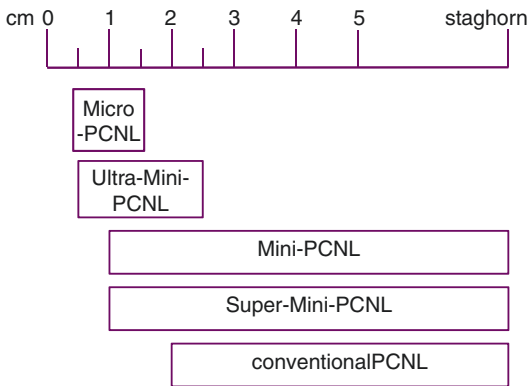 cm 0 1 2 3 4 5 staghorn
Micro
-PCNL
Ultra-Mini-
PCNL
Mini-PCNL
Super-Mini-PCNL
conventionalPCNL